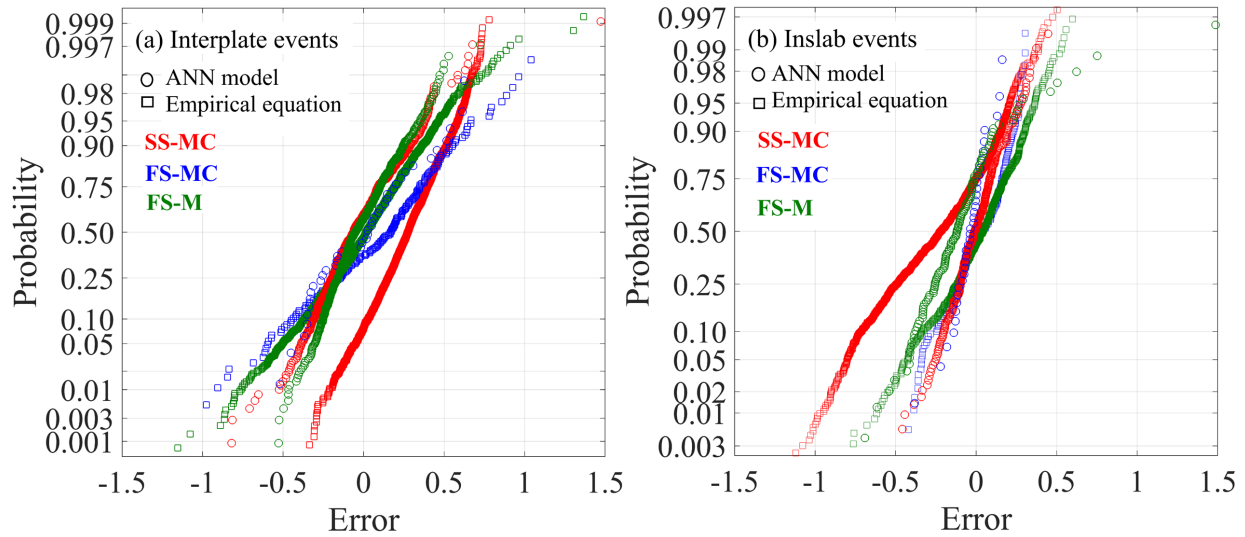 (a) Interplate events
ANN model
Empirical equation
SS-MC
FS-MC
FS-M
Probability
0.999
0.997
0.98
0.95
0.90
0.75
0.50
0.25
0.10
0.05
0.01
0.003
0.001
-1.5 -1 -0.5 0 0.5 1 1.5
Error
(b) Inslab events
ANN model
Empirical equation
SS-MC
FS-MC
FS-M
Probability
0.997
0.99
0.98
0.95
0.90
0.75
0.50
0.25
0.10
0.05
0.02
0.01
0.003
-1.5 -1 -0.5 0 0.5 1 1.5
Error